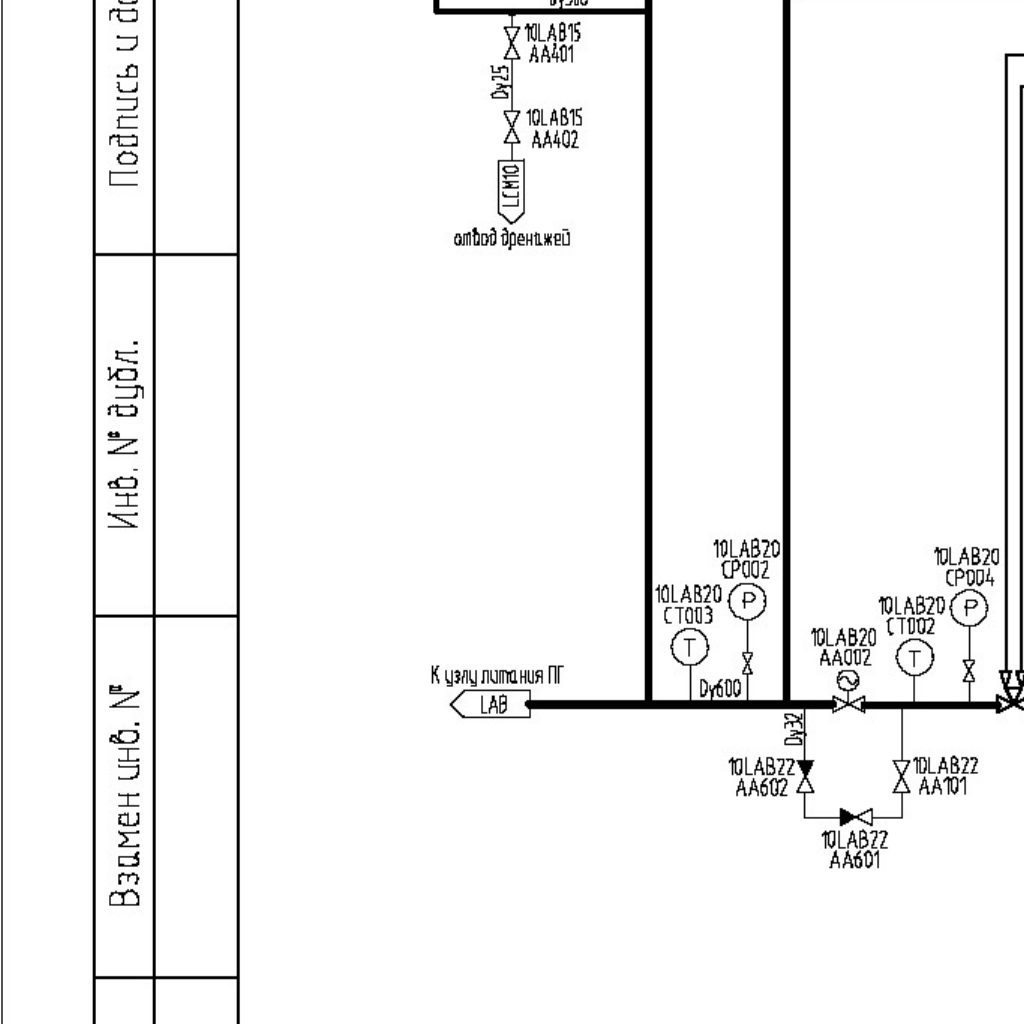 Подпись и
10LAB15
AA401
Dy25
10LAB15
AA402
LCM10
отвод дренажей
Инв. № дубл.
10LAB20
CP002
10LAB20
CT003
10LAB20
CP004
10LAB20
CT002
10LAB20
AA002
К узлу питания ПГ
LAB
Dy600
P
T
P
T
Dy32
10LAB22
AA602
10LAB22
AA101
10LAB22
AA601
Взамен инв. №